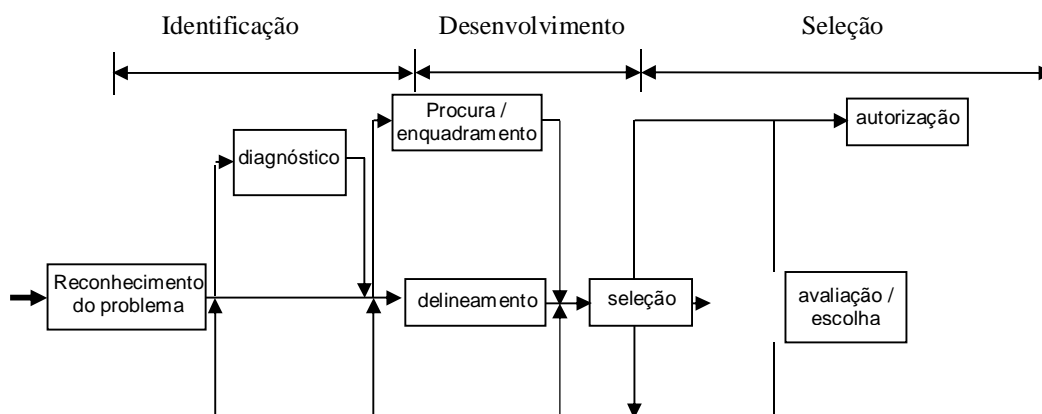 Identificação
Desenvolvimento
Seleção
Procura /
enquadramento
autorização
diagnóstico
Reconhecimento
do problema
delineamento
seleção
avaliação /
escolha